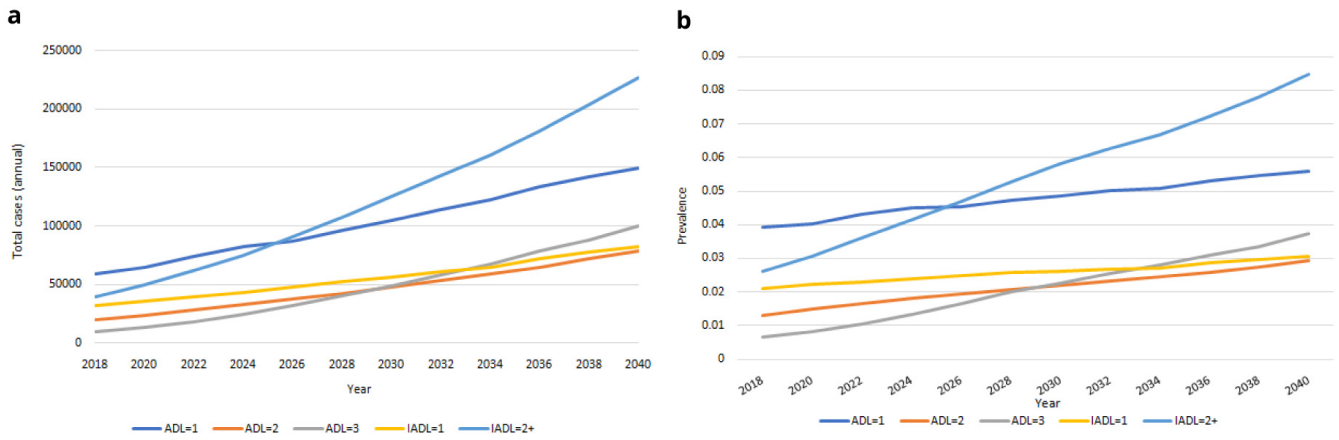 a
Total cases (annual)
250000
200000
150000
100000
50000
0
2018 2020 2022 2024 2026 2028 2030 2032 2034 2036 2038 2040
Year
ADL=1 ADL=2 ADL=3 IADL=1 IADL=2+
b
Prevalence
0.09
0.08
0.07
0.06
0.05
0.04
0.03
0.02
0.01
0
2018 2020 2022 2024 2026 2028 2030 2032 2034 2036 2038 2040
Year
ADL=1 ADL=2 ADL=3 IADL=1 IADL=2+